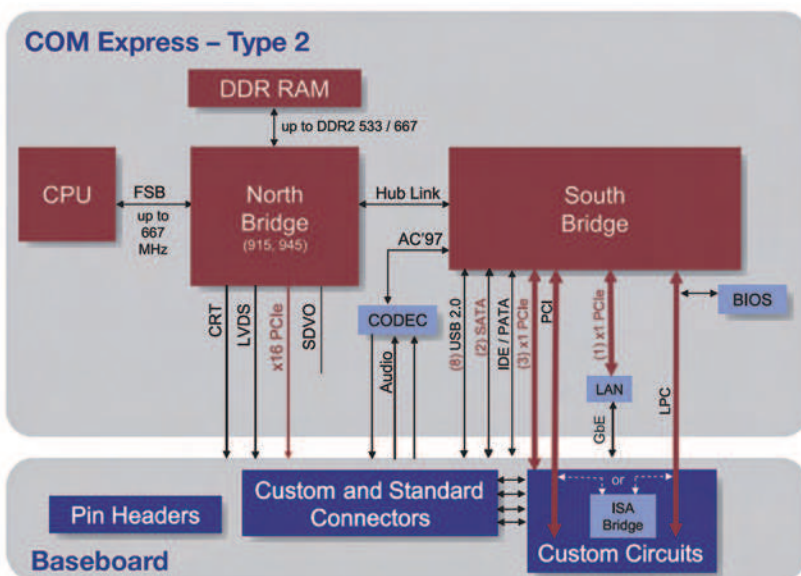 COM Express – Type 2
DDR RAM
up to DDR2 533 / 667
CPU
FSB
up to
667
MHz
North
Bridge
(915, 945)
Hub Link
South
Bridge
AC'97
CODEC
BIOS
CRT
LVDS
x16 PCIe
SDVO
Audio
(8) USB 2.0
(2) SATA
IDE / PATA
(3) x1 PCIe
PCI
(1) x1 PCIe
LAN
GbE
LPC
Custom and Standard
Connectors
Pin Headers
or
ISA
Bridge
Custom Circuits
Baseboard